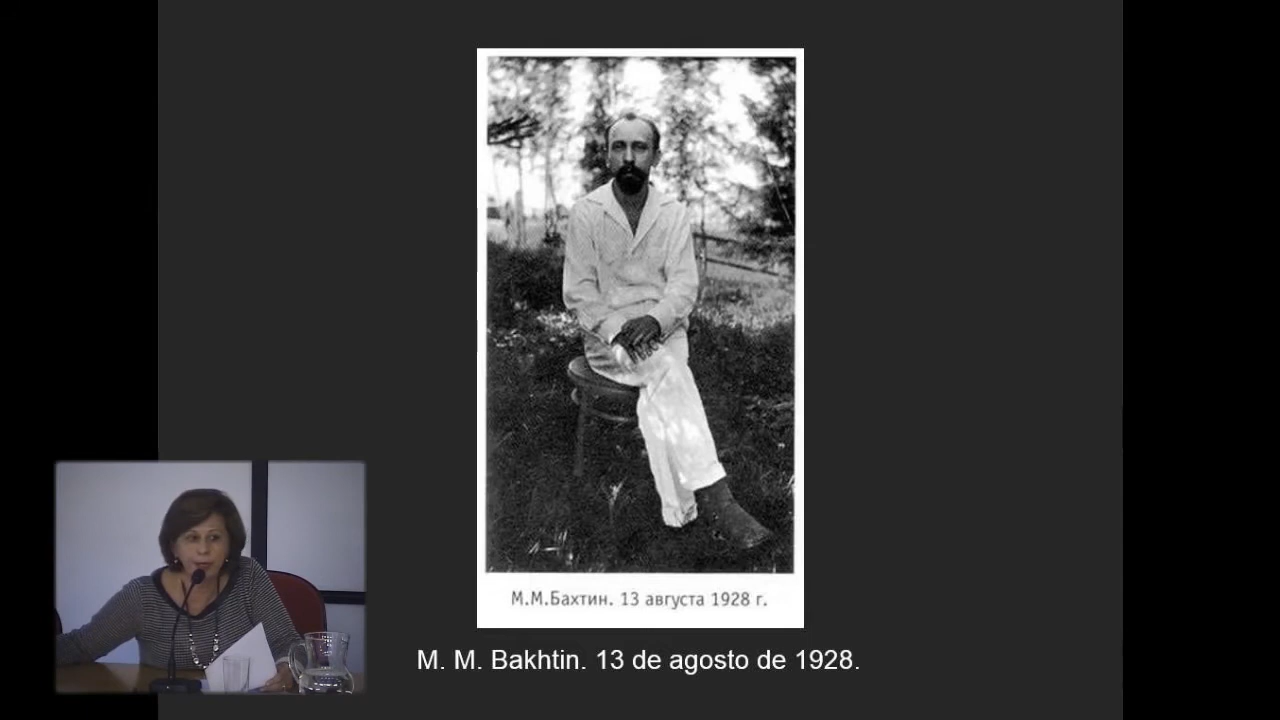 М.М.Бахтин. 13 августа 1928 г.
M. M. Bakhtin. 13 de agosto de 1928.